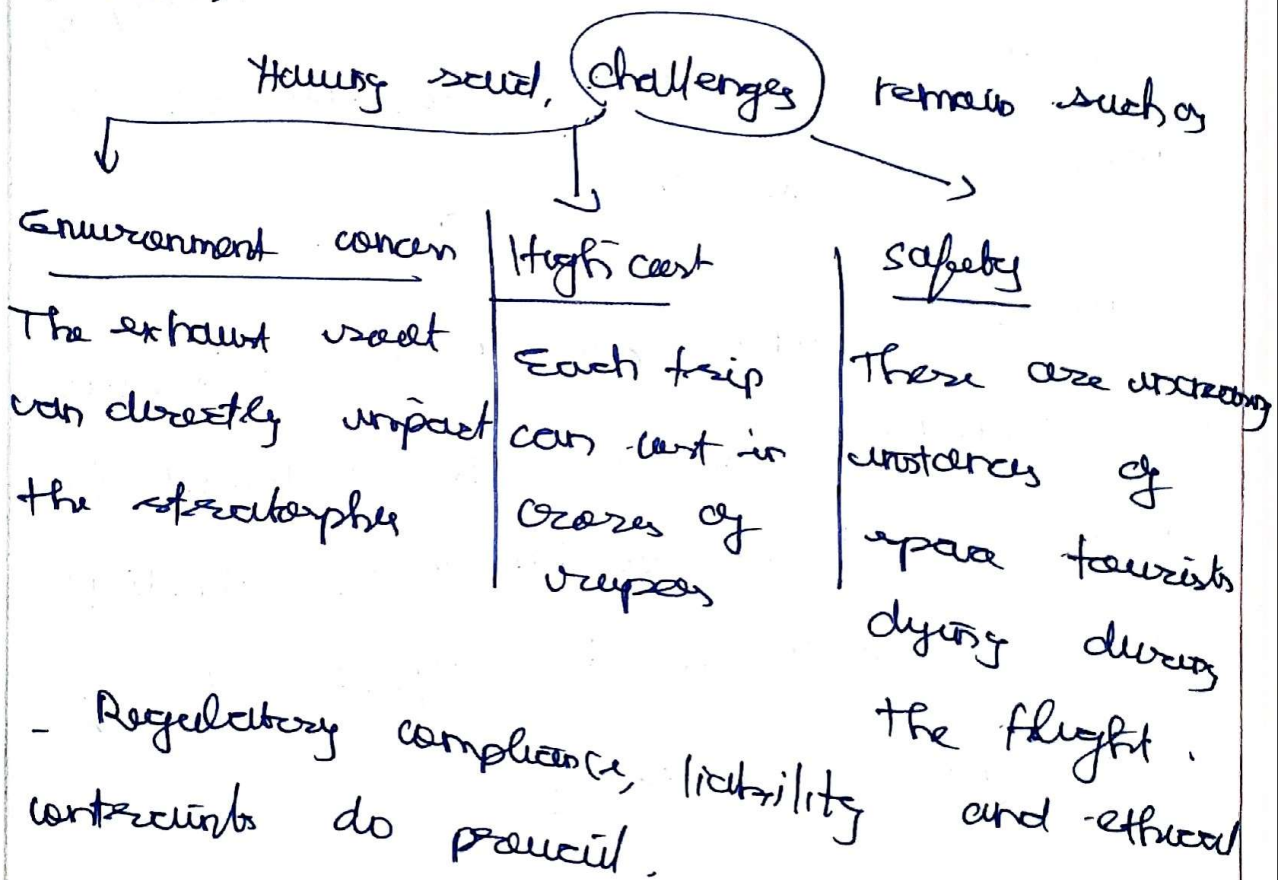 Having said, challenges remain such as
Environment concern
The exhaust
can directly impact
the stratosphere
High cost
Each trip
can cost in
crores of
rupees
safety
There are increasing
instances of
space tourists
dying during
the flight.
- Regulatory compliance, liability and ethical
contraints do prevail.